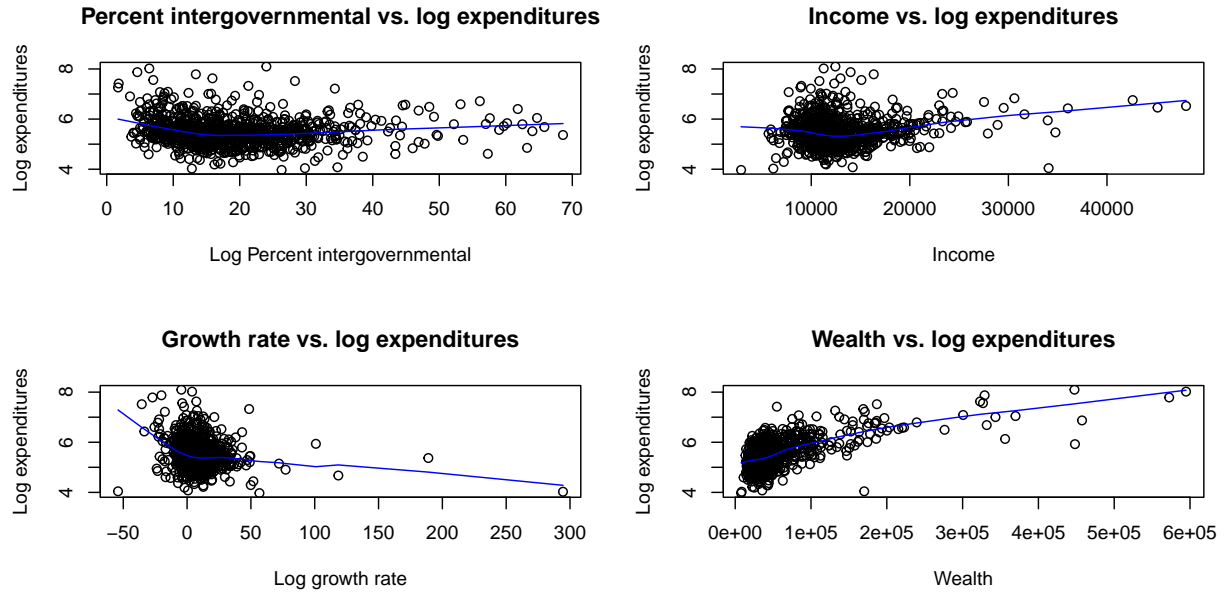 Percent intergovernmental vs. log expenditures
Log expenditures
4 6 8
0 10 20 30 40 50 60 70
Log Percent intergovernmental
Income vs. log expenditures
Log expenditures
4 6 8
10000 20000 30000 40000
Income
Growth rate vs. log expenditures
Log expenditures
4 6 8
−50 0 50 100 150 200 250 300
Log growth rate
Wealth vs. log expenditures
Log expenditures
4 6 8
0e+00 1e+05 2e+05 3e+05 4e+05 5e+05 6e+05
Wealth